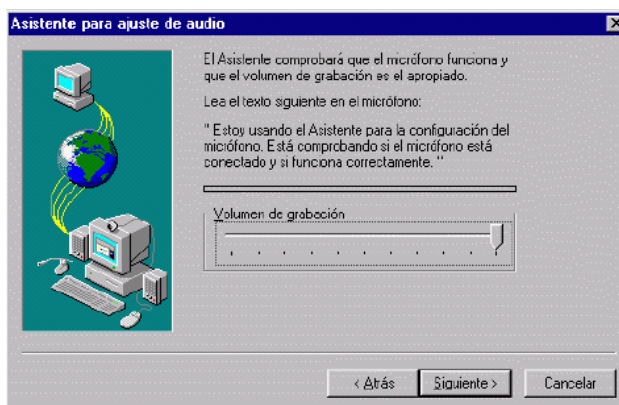 Asistente para ajuste de audio
El Asistente comprobará que el micrófono funciona y
que el volumen de grabación es el apropiado.
Lea el texto siguiente en el micrófono:
" Estoy usando el Asistente para la configuración del
micrófono. Está comprobando si el micrófono está
conectado y si funciona correctamente. "
Volumen de grabación
< Atrás
Siguiente >
Cancelar